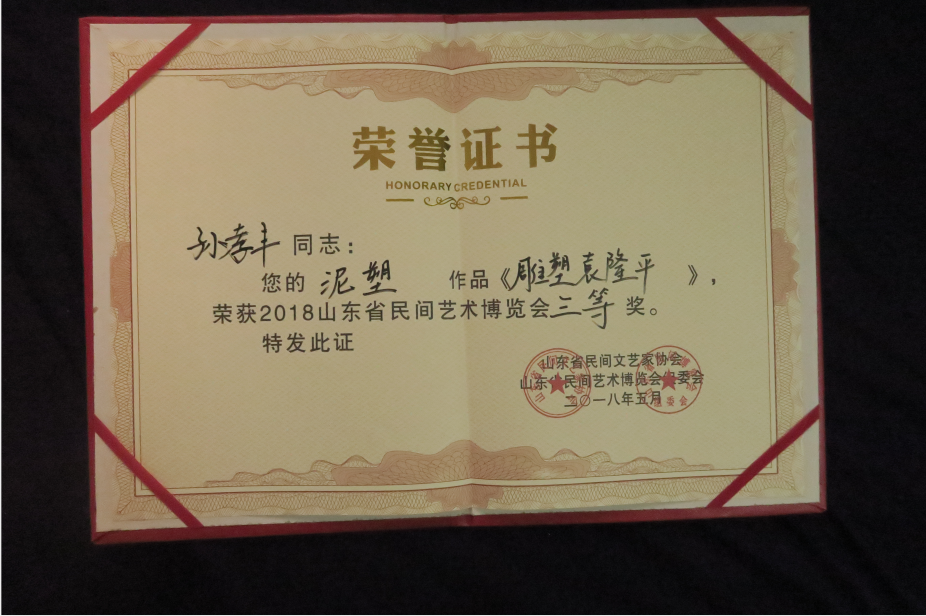 荣誉证书
HONORARY CREDENTIAL
孙孝丰 同志：
您的 泥塑 作品《雕塑袁隆平》，
荣获2018山东省民间艺术博览会三等奖。
特发此证
山东省民间文艺家协会
山东省民间艺术博览会组委会
二〇一八年五月